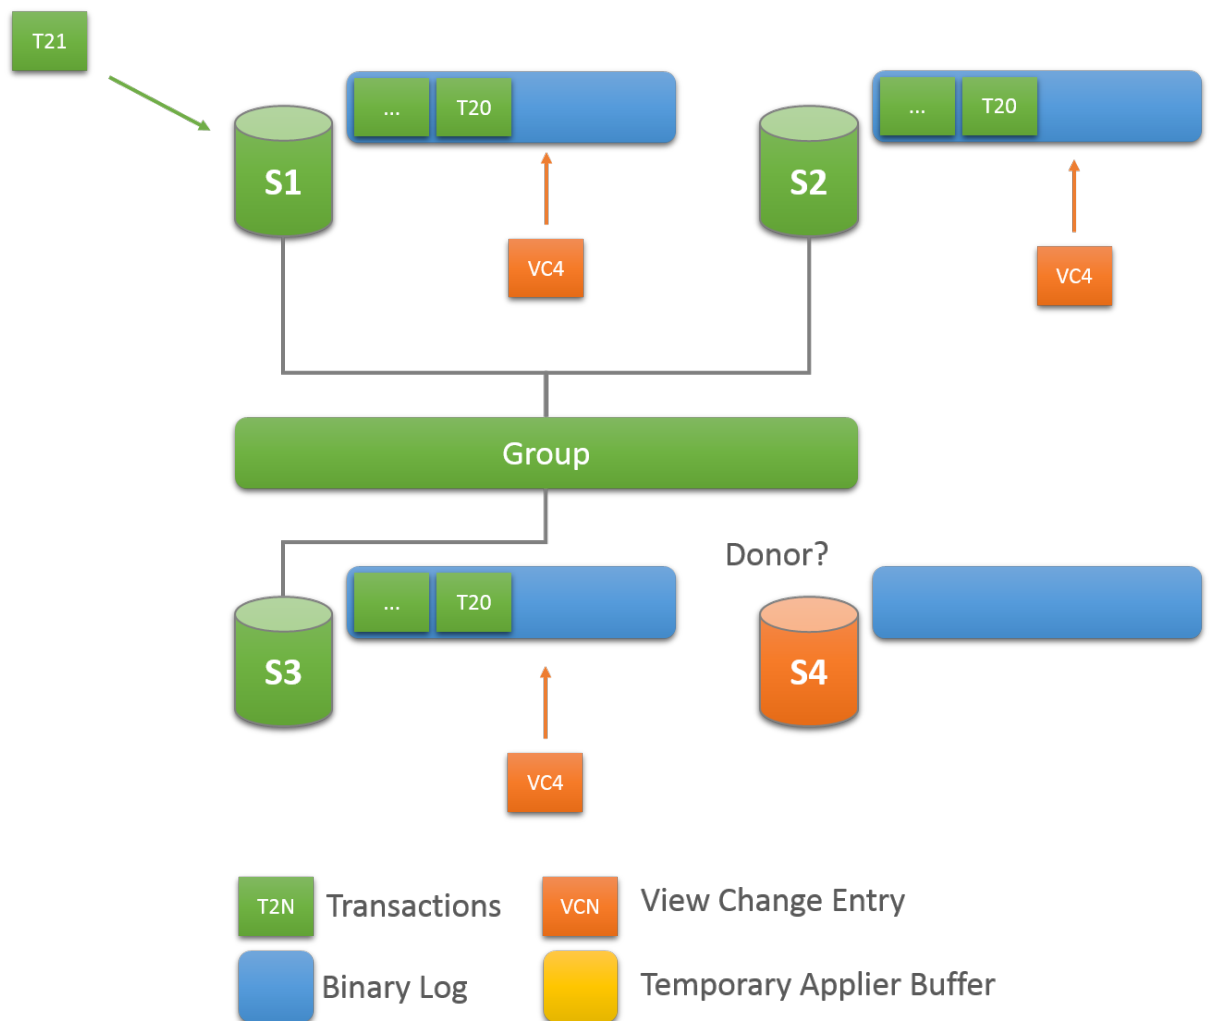 T21
... T20
S1
VC4
... T20
S2
VC4
Group
... T20
S3
VC4
Donor?
S4
T2N Transactions
VCN View Change Entry
Binary Log
Temporary Applier Buffer